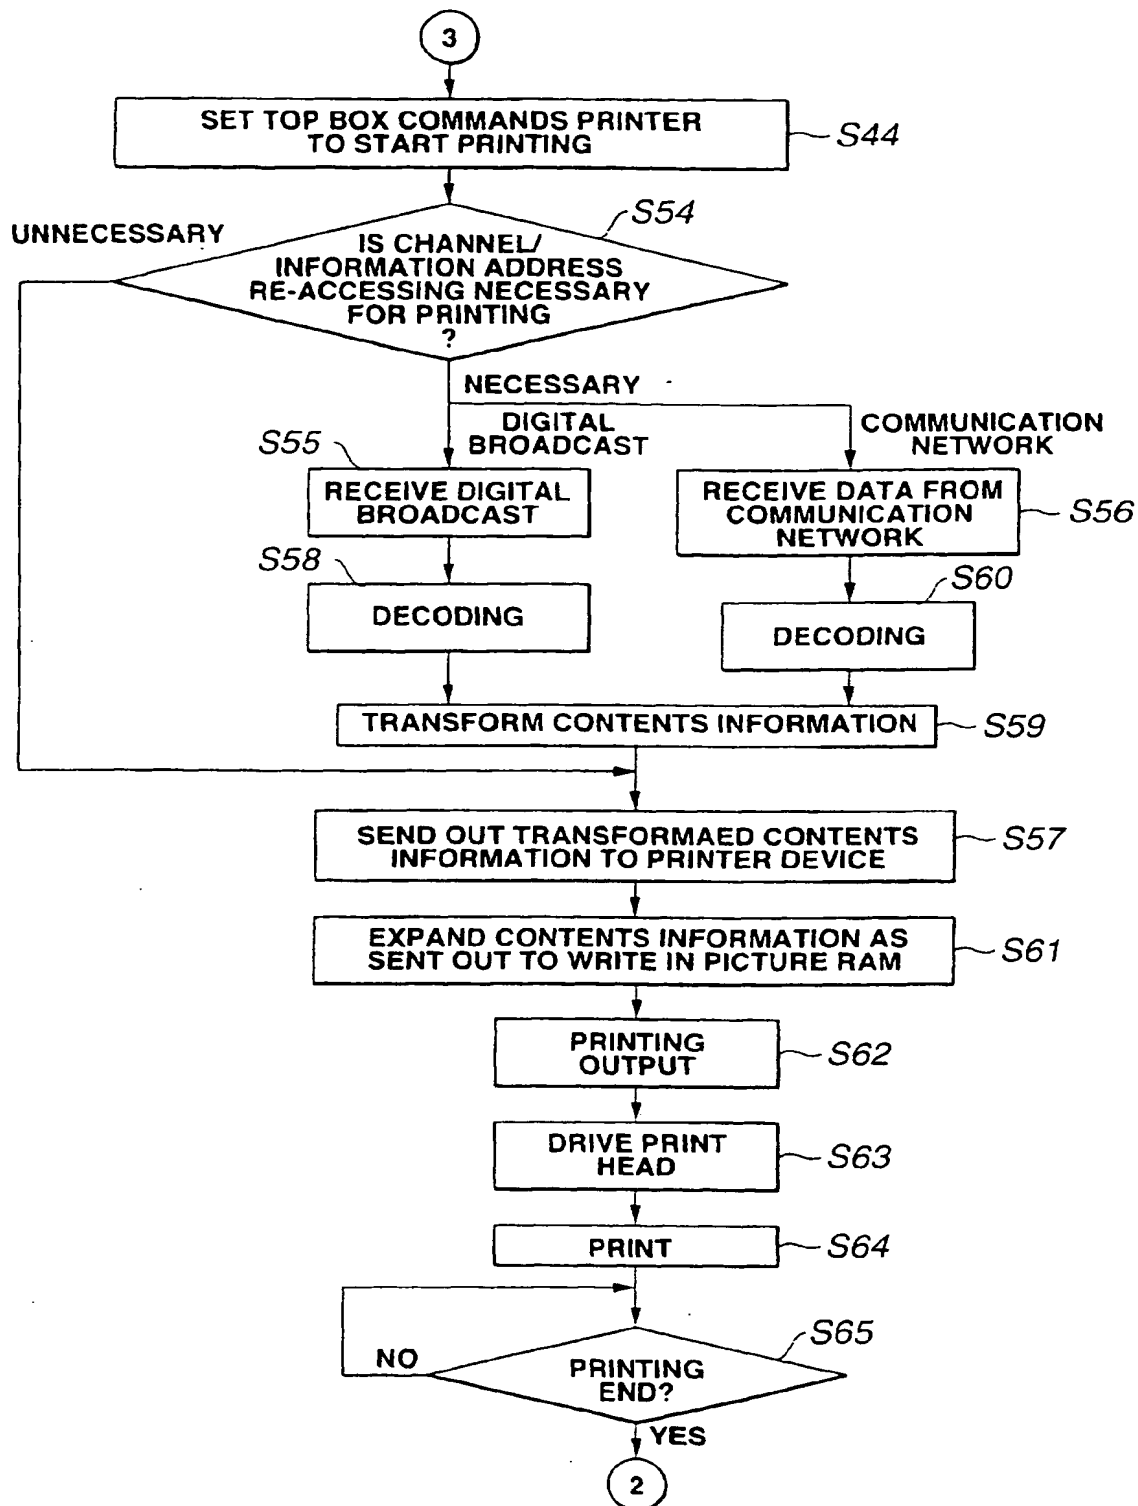 3
SET TOP BOX COMMANDS PRINTER
TO START PRINTING
S44
S54
UNNECESSARY
IS CHANNEL/
INFORMATION ADDRESS
RE-ACCESSING NECESSARY
FOR PRINTING
?
NECESSARY
DIGITAL
BROADCAST
COMMUNICATION
NETWORK
S55
RECEIVE DIGITAL
BROADCAST
RECEIVE DATA FROM
COMMUNICATION
NETWORK
S56
S58
DECODING
S60
DECODING
TRANSFORM CONTENTS INFORMATION
S59
SEND OUT TRANSFORMAED CONTENTS
INFORMATION TO PRINTER DEVICE
S57
EXPAND CONTENTS INFORMATION AS
SENT OUT TO WRITE IN PICTURE RAM
S61
PRINTING
OUTPUT
S62
DRIVE PRINT
HEAD
S63
PRINT
S64
S65
NO
PRINTING
END?
YES
2